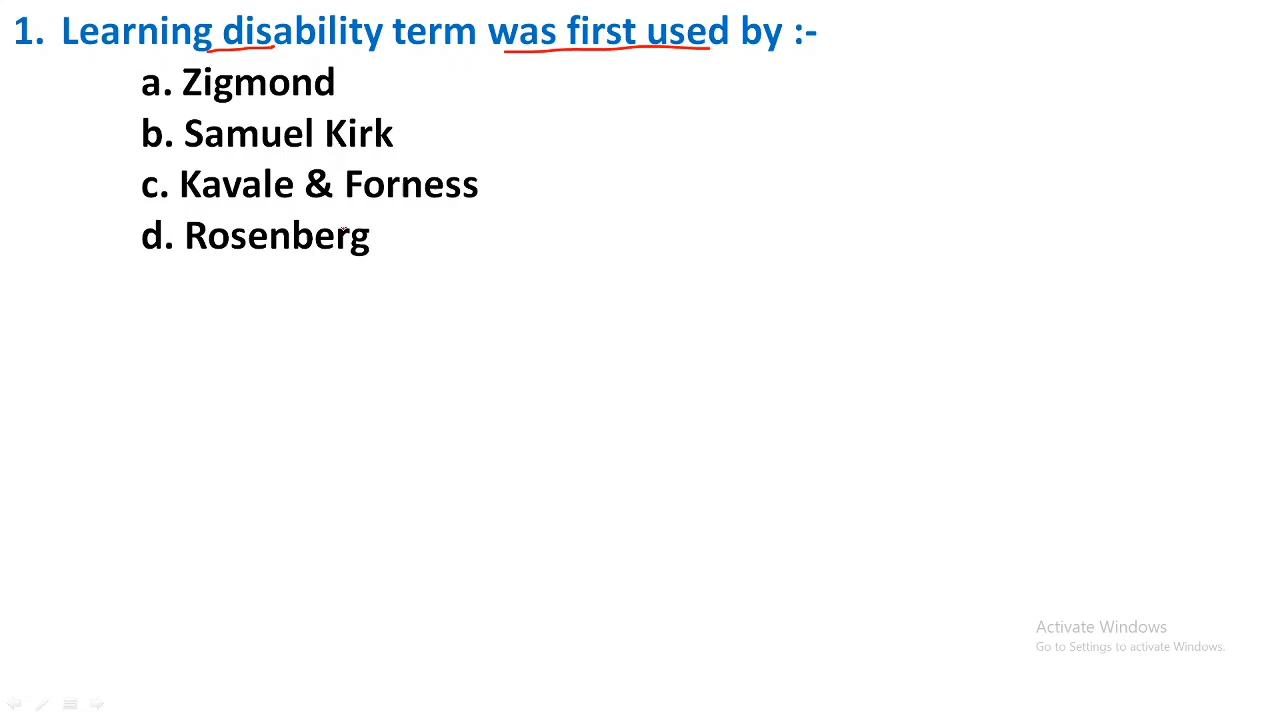 1. Learning disability term was first used by :-
a. Zigmond
b. Samuel Kirk
c. Kavale & Forness
d. Rosenberg
Activate Windows
Go to Settings to activate Windows.